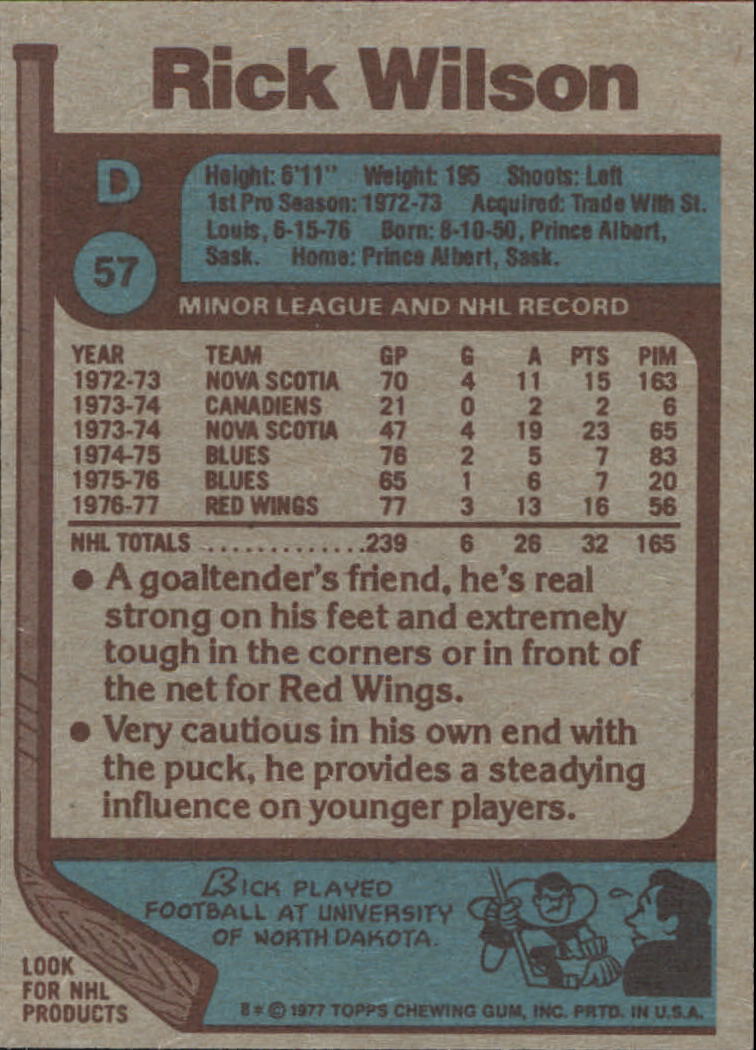 Rick Wilson
D
57
Height: 6'11" Weight: 195 Shoots: Left
1st Pro Season: 1972-73 Acquired: Trade With St.
Louis, 6-15-76 Born: 8-10-50, Prince Albert,
Sask. Home: Prince Albert, Sask.
MINOR LEAGUE AND NHL RECORD
YEAR TEAM GP G A PTS PIM
1972-73 NOVA SCOTIA 70 4 11 15 163
1973-74 CANADIENS 21 0 2 2 6
1973-74 NOVA SCOTIA 47 4 19 23 65
1974-75 BLUES 76 2 5 7 83
1975-76 BLUES 65 1 6 7 20
1976-77 RED WINGS 77 3 13 16 56
NHL TOTALS .............239 6 26 32 165
● A goaltender's friend, he's real
strong on his feet and extremely
tough in the corners or in front of
the net for Red Wings.
● Very cautious in his own end with
the puck, he provides a steadying
influence on younger players.
RICK PLAYED
FOOTBALL AT UNIVERSITY
OF NORTH DAKOTA.
LOOK
FOR NHL
PRODUCTS
8 * © 1977 TOPPS CHEWING GUM, INC. PRTD. IN U.S.A.